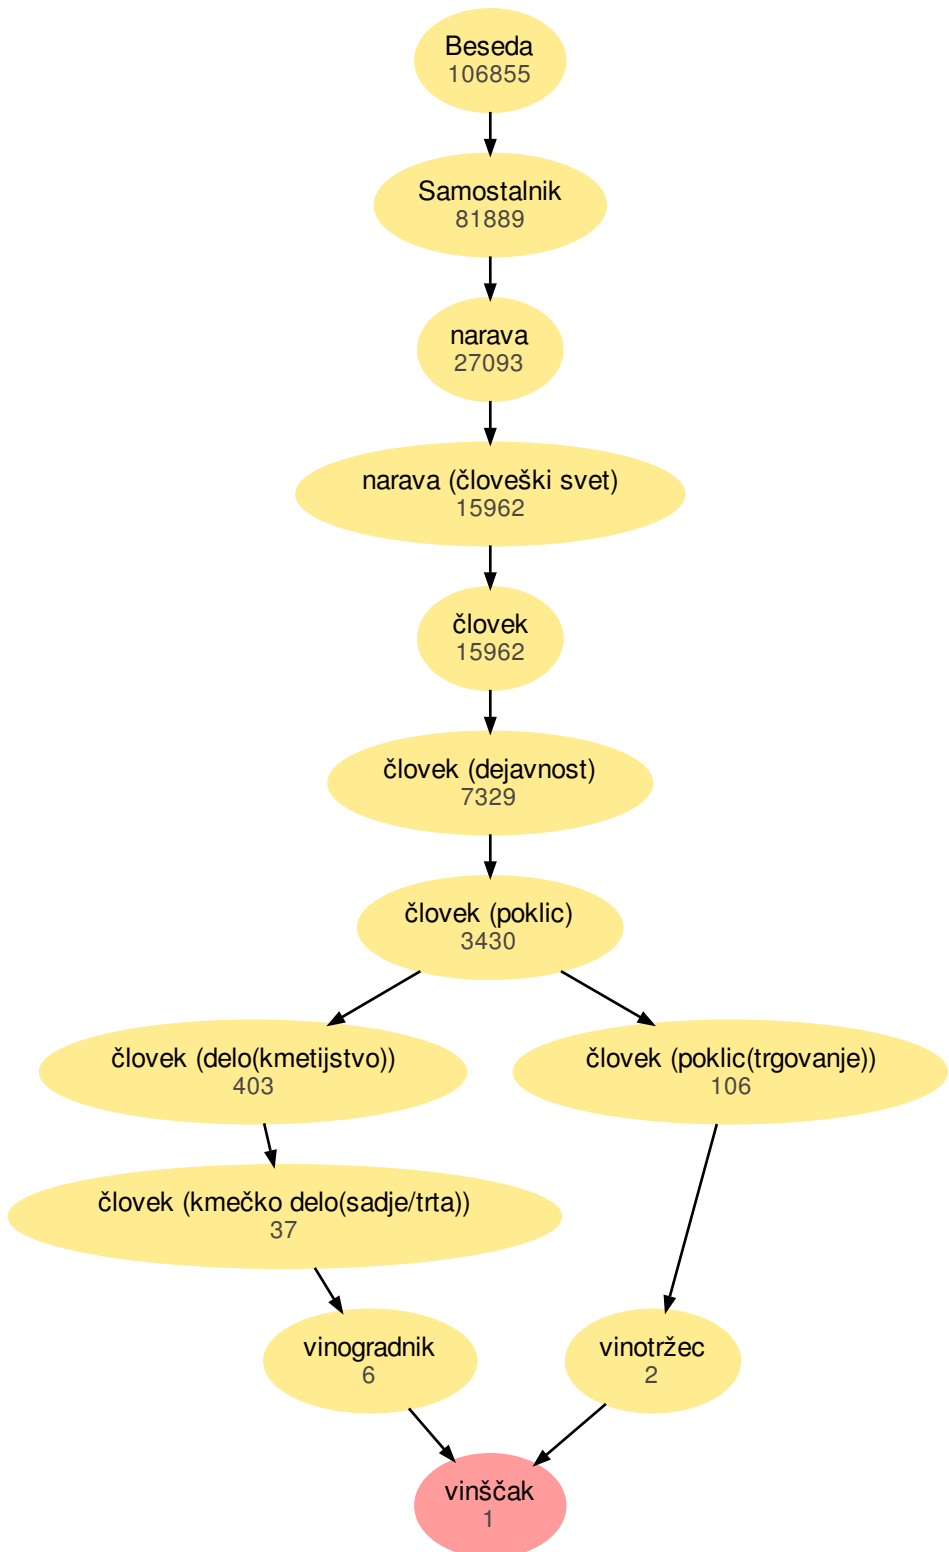 Beseda
106855
Samostalnik
81889
narava
27093
narava (človeški svet)
15962
človek
15962
človek (dejavnost)
7329
človek (poklic)
3430
človek (delo(kmetijstvo))
403
človek (poklic(trgovanje))
106
človek (kmečko delo(sadje/trta))
37
vinogradnik
6
vinotržec
2
vinščak
1